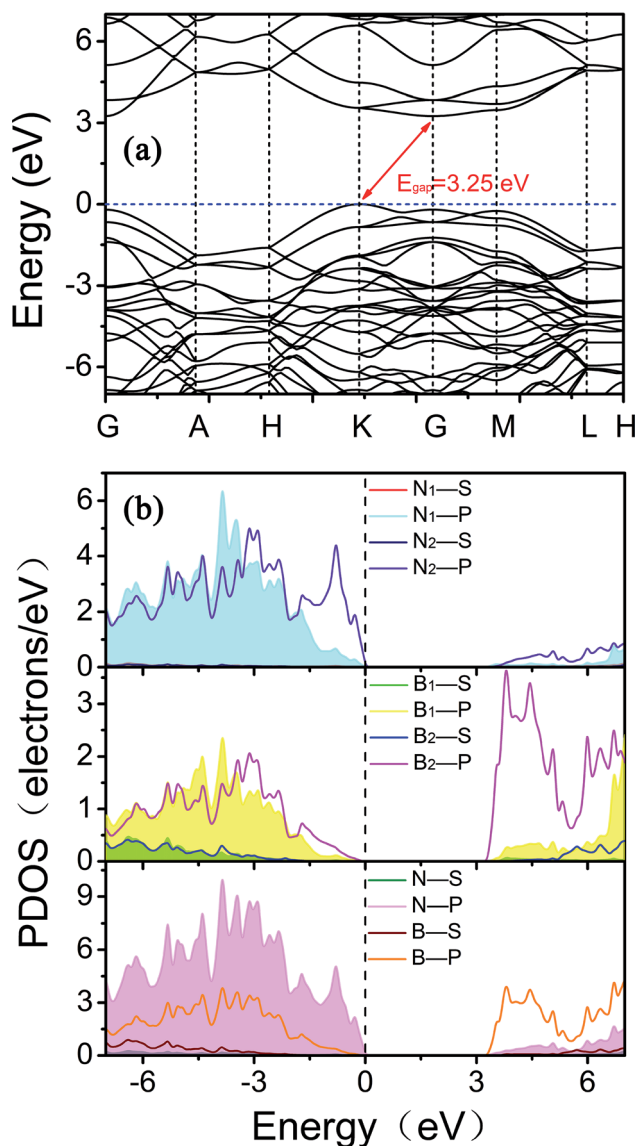 6
3
0
-3
-6
Energy (eV)
(a)
Egap=3.25 eV
G A H K G M L H
(b)
6
4
2
0
N1—S
N1—P
N2—S
N2—P
3
2
1
0
B1—S
B1—P
B2—S
B2—P
9
6
3
0
N—S
N—P
B—S
B—P
PDOS（electrons/eV）
-6 -3 0 3 6
Energy（eV）